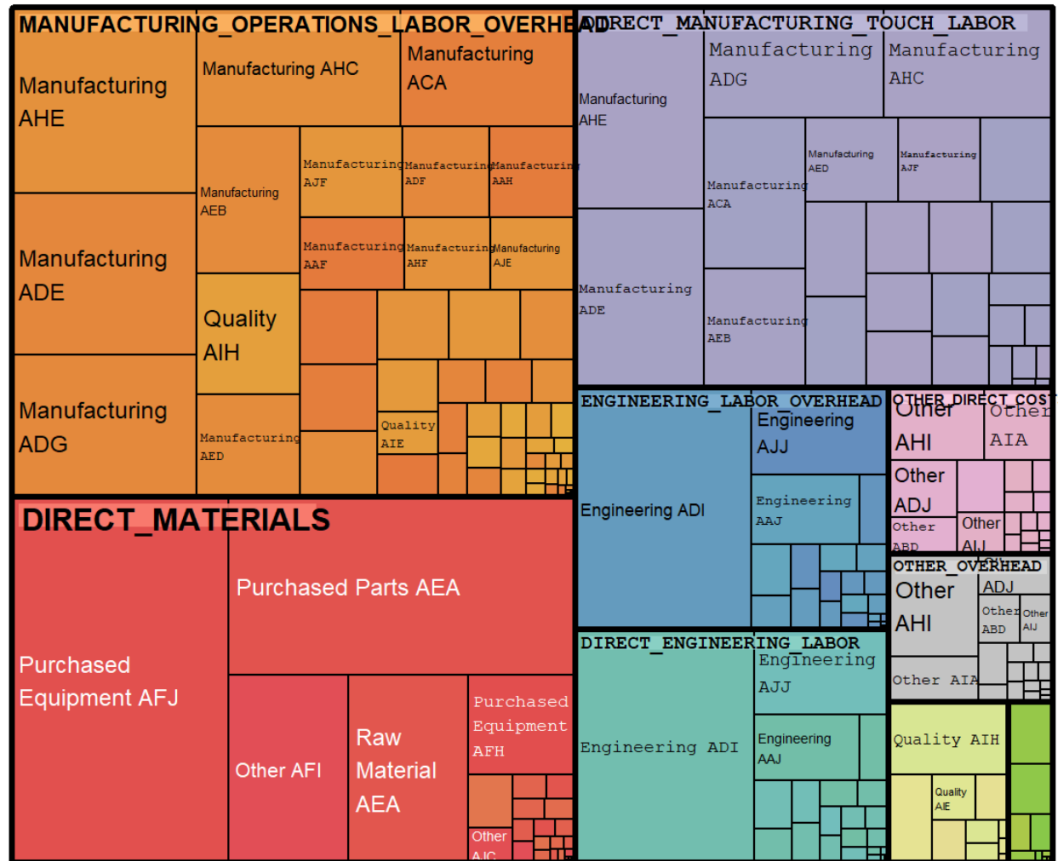 MANUFACTURING_OPERATIONS_LABOR_OVERHEAD
Manufacturing
AHE
Manufacturing AHC
Manufacturing
ACA
Manufacturing
AEB
Manufacturing
AJF
Manufacturing
ADF
Manufacturing
AAH
Manufacturing
ADE
Manufacturing
AAF
Manufacturing
AHF
Manufacturing
AJE
Quality
AIH
Manufacturing
ADG
Manufacturing
AED
Quality
AIE
DIRECT_MANUFACTURING_TOUCH_LABOR
Manufacturing
AHE
Manufacturing
ADG
Manufacturing
AHC
Manufacturing
ACA
Manufacturing
AED
Manufacturing
AJF
Manufacturing
ADE
Manufacturing
AEB
DIRECT_MATERIALS
Purchased
Equipment AFJ
Purchased Parts AEA
Other AFI
Raw
Material
AEA
Purchased
Equipment
AFH
Other
AJC
ENGINEERING_LABOR_OVERHEAD
Engineering ADI
Engineering
AJJ
Engineering
AAJ
DIRECT_ENGINEERING_LABOR
Engineering ADI
Engineering
AJJ
Engineering
AAJ
OTHER_DIRECT_COST
Other
AHI
Other
AIA
Other
ADJ
Other
ABD
Other
AIJ
OTHER_OVERHEAD
Other
AHI
ADJ
Other
ABD
Other
AIJ
Other AIA
Quality AIH
Quality
AIE